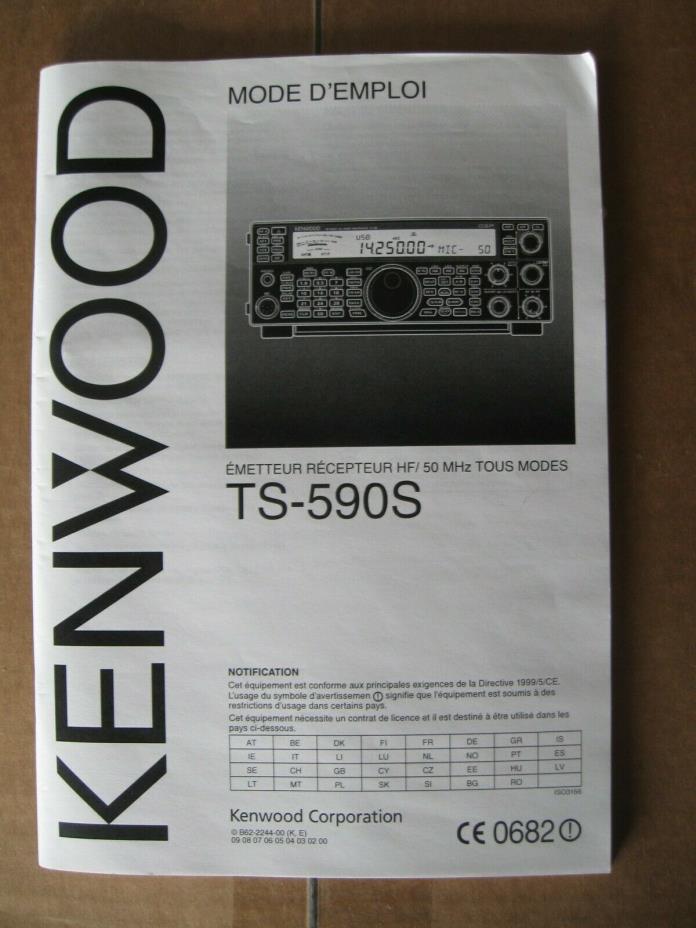 KENWOOD
MODE D'EMPLOI
KENWOOD
USB
14.250.00 MIC- 50
ÉMETTEUR RÉCEPTEUR HF/ 50 MHz TOUS MODES
TS-590S
NOTIFICATION
Cet équipement est conforme aux principales exigences de la Directive 1999/5/CE.
L'usage du symbole d'avertissemen signifie que l'équipement est soumis à des
restrictions d'usage dans certains pays.
Cet équipement nécessite un contrat de licence et il est destiné à être utilisé dans les
pays ci-dessous.
AT BE DK FI FR DE GR IS
IE IT LI LU NL NO PT ES
SE CH GB CY CZ EE HU LV
LT MT PL SK SI BG RO
ISC0166
Kenwood Corporation
© B62-2244-00 (K, E)
09 08 07 06 05 04 03 02 00
CE 0682